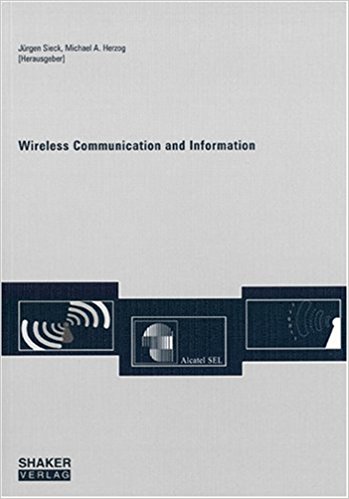 Jürgen Sieck, Michael A. Herzog
[Herausgeber]
Wireless Communication and Information
Alcatel SEL
SHAKER
VERLAG